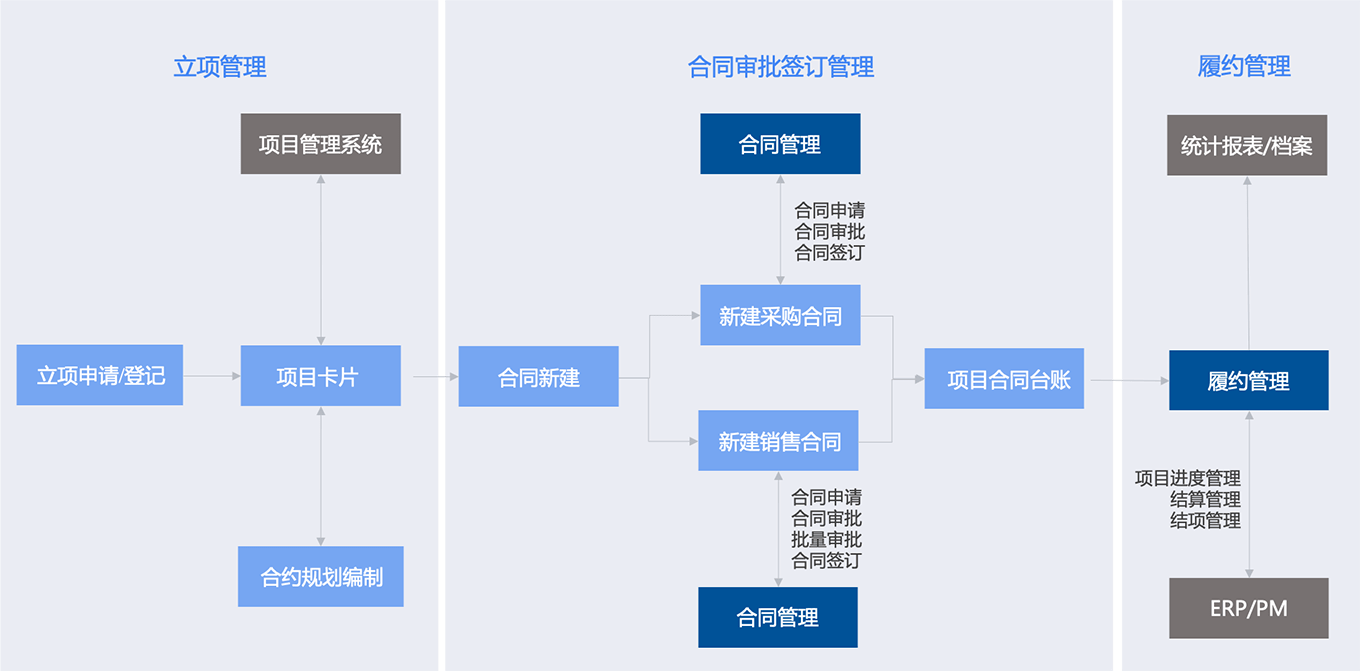 立项管理
项目管理系统
立项申请/登记
项目卡片
合约规划编制
合同审批签订管理
合同管理
合同申请
合同审批
合同签订
新建采购合同
合同新建
项目合同台账
新建销售合同
合同申请
合同审批
批量审批
合同签订
合同管理
履约管理
统计报表/档案
履约管理
项目进度管理
结算管理
结项管理
ERP/PM